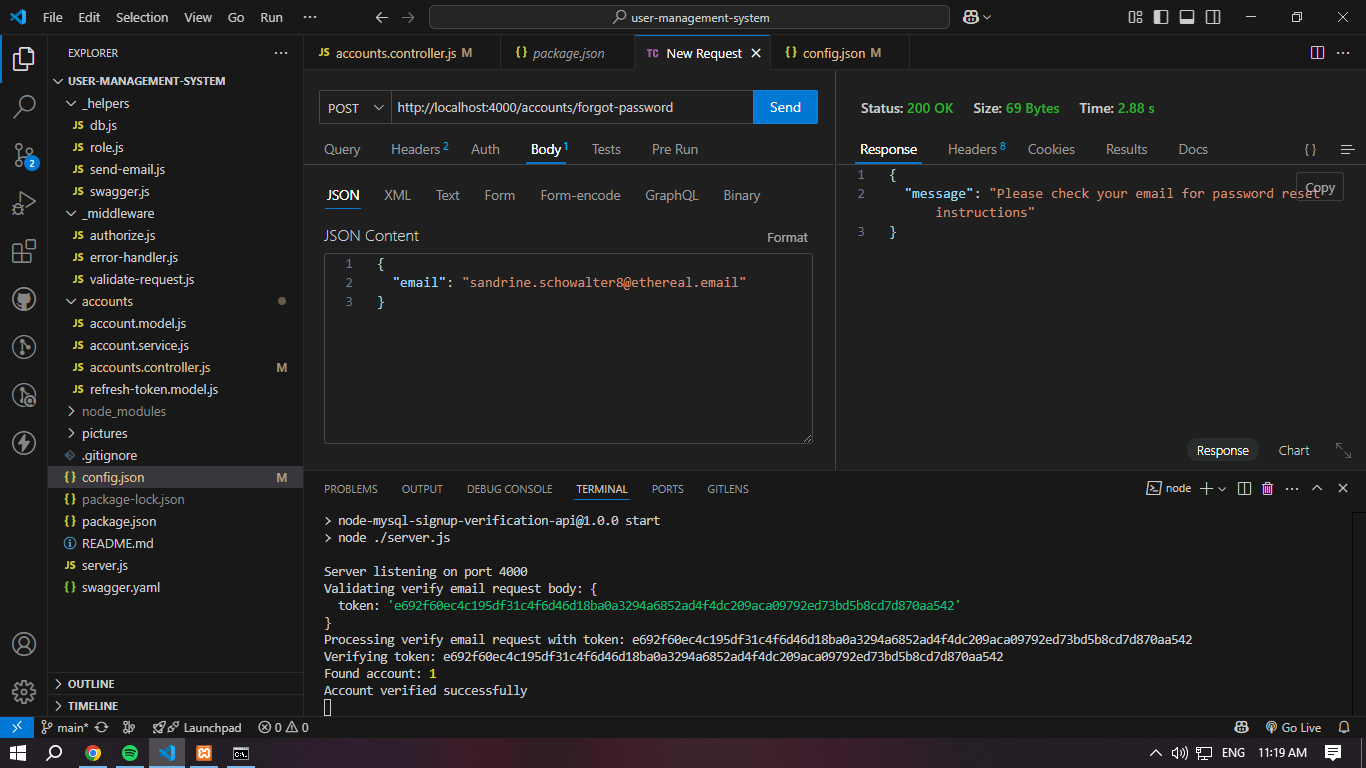 File Edit Selection View Go Run ··· user-management-system
EXPLORER ···
USER-MANAGEMENT-SYSTEM
_helpers
JS db.js
JS role.js
JS send-email.js
JS swagger.js
_middleware
JS authorize.js
JS error-handler.js
JS validate-request.js
accounts
JS account.model.js
JS account.service.js
JS accounts.controller.js M
JS refresh-token.model.js
node_modules
pictures
.gitignore
{} config.json M
{} package-lock.json
{} package.json
README.md
JS server.js
{} swagger.yaml
OUTLINE
TIMELINE
2
JS accounts.controller.js M {} package.json TC New Request {} config.json M ···
POST http://localhost:4000/accounts/forgot-password Send
Query Headers 2 Auth Body 1 Tests Pre Run
JSON XML Text Form Form-encode GraphQL Binary
JSON Content Format
1 {
2 "email": "sandrine.schowalter8@ethereal.email"
3 }
Status: 200 OK Size: 69 Bytes Time: 2.88 s
Response Headers 8 Cookies Results Docs {}
1 {
2 "message": "Please check your email for password reset
instructions"
3 }
Copy
Response Chart
PROBLEMS OUTPUT DEBUG CONSOLE TERMINAL PORTS GITLENS node ···
> node-mysql-signup-verification-api@1.0.0 start
> node ./server.js
Server listening on port 4000
Validating verify email request body: {
token: 'e692f60ec4c195df31c4f6d46d18ba0a3294a6852ad4f4dc209aca09792ed73bd5b8cd7d870aa542'
}
Processing verify email request with token: e692f60ec4c195df31c4f6d46d18ba0a3294a6852ad4f4dc209aca09792ed73bd5b8cd7d870aa542
Verifying token: e692f60ec4c195df31c4f6d46d18ba0a3294a6852ad4f4dc209aca09792ed73bd5b8cd7d870aa542
Found account: 1
Account verified successfully
main* Launchpad 0 0 Go Live
ENG 11:19 AM